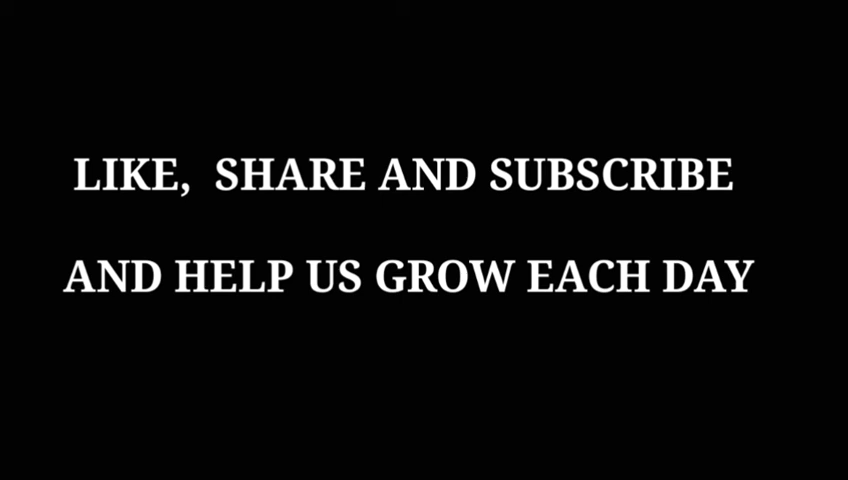 LIKE, SHARE AND SUBSCRIBE
AND HELP US GROW EACH DAY